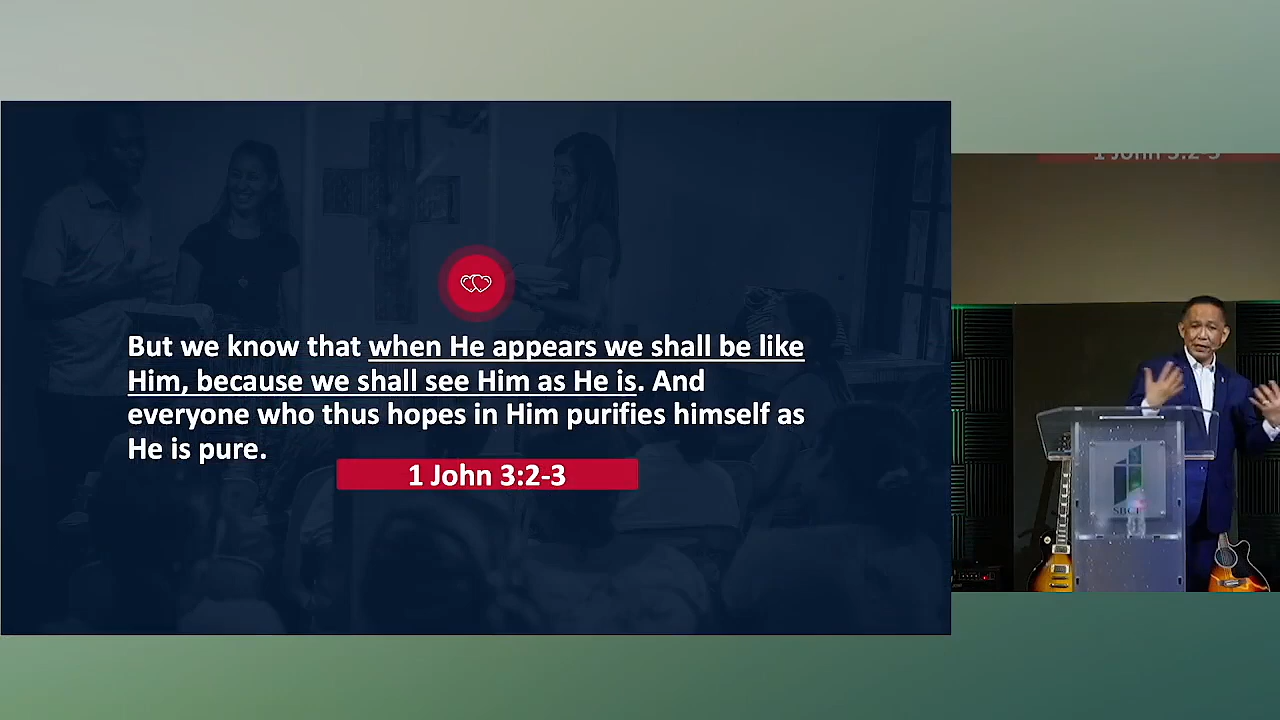 But we know that when He appears we shall be like
Him, because we shall see Him as He is. And
everyone who thus hopes in Him purifies himself as
He is pure.
1 John 3:2-3
1 John 3:2-3